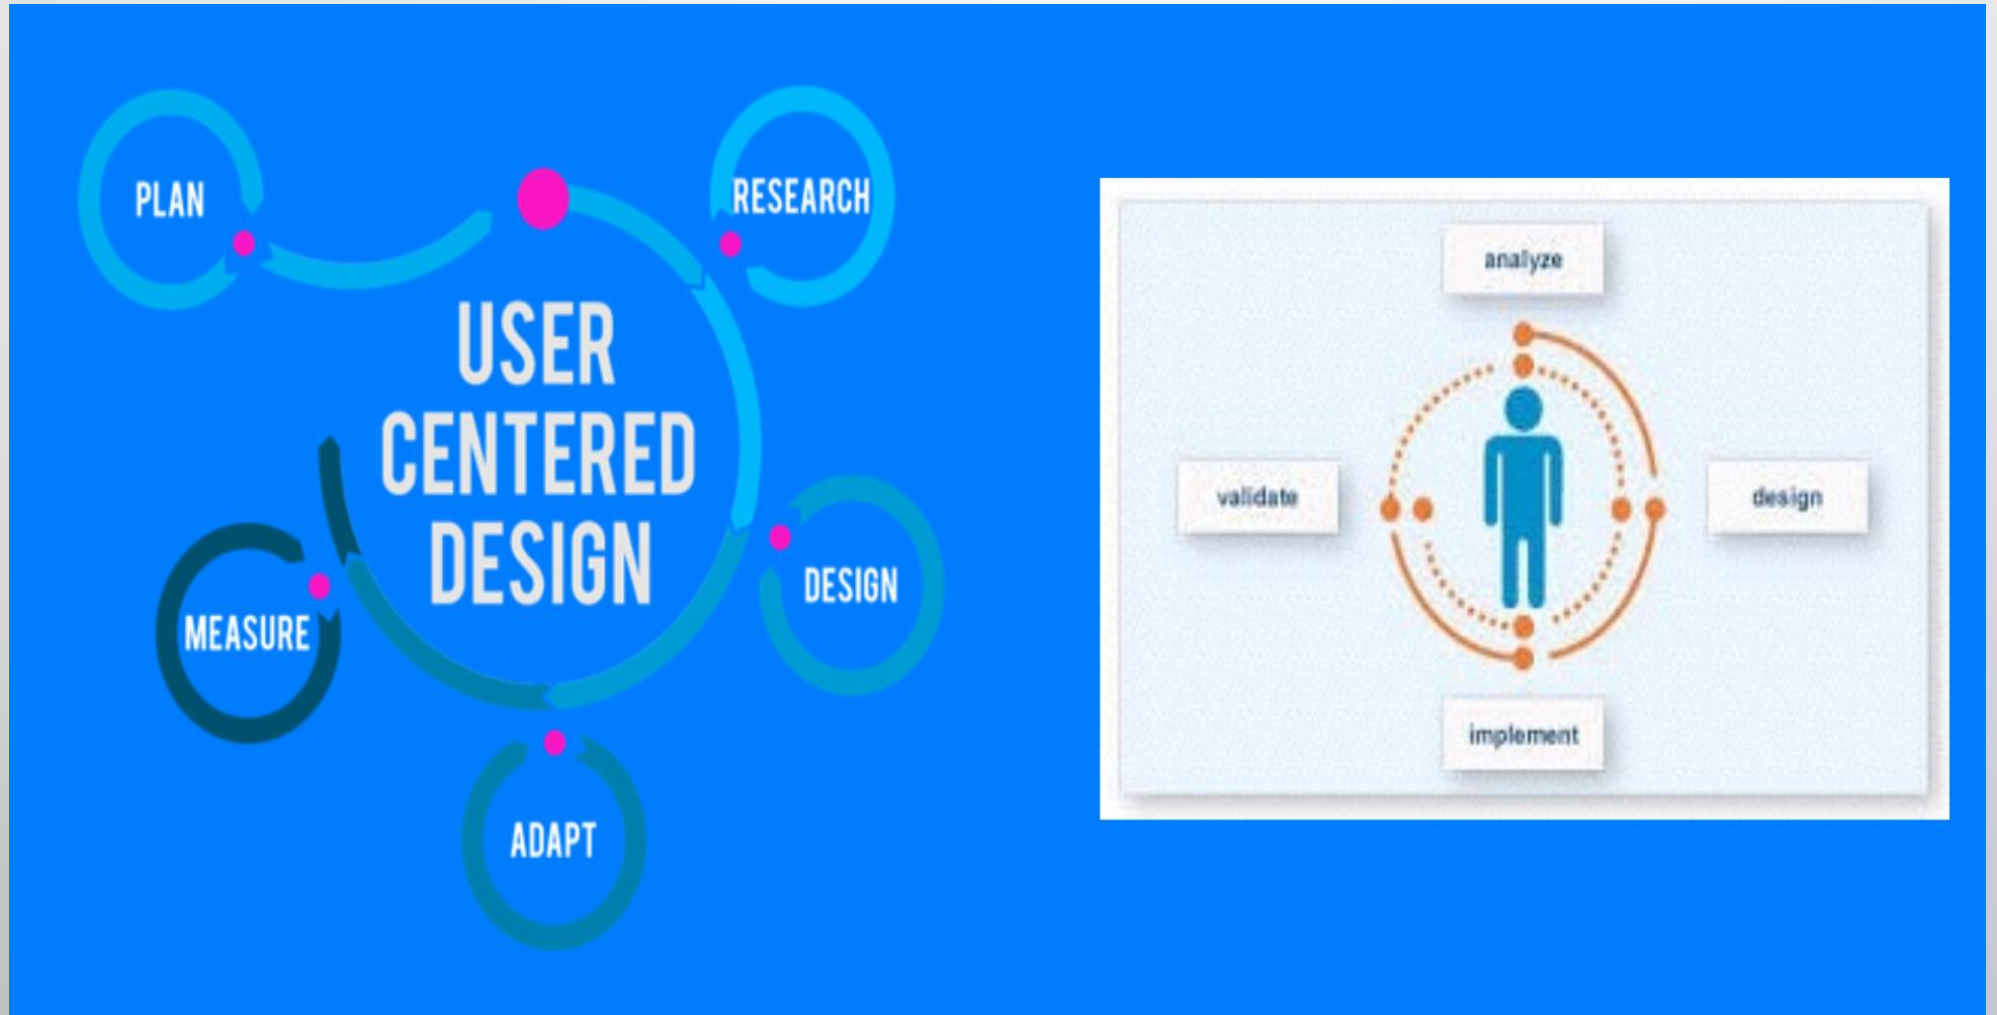 PLAN
RESEARCH
USER
CENTERED
DESIGN
DESIGN
MEASURE
ADAPT
analyze
validate
design
implement